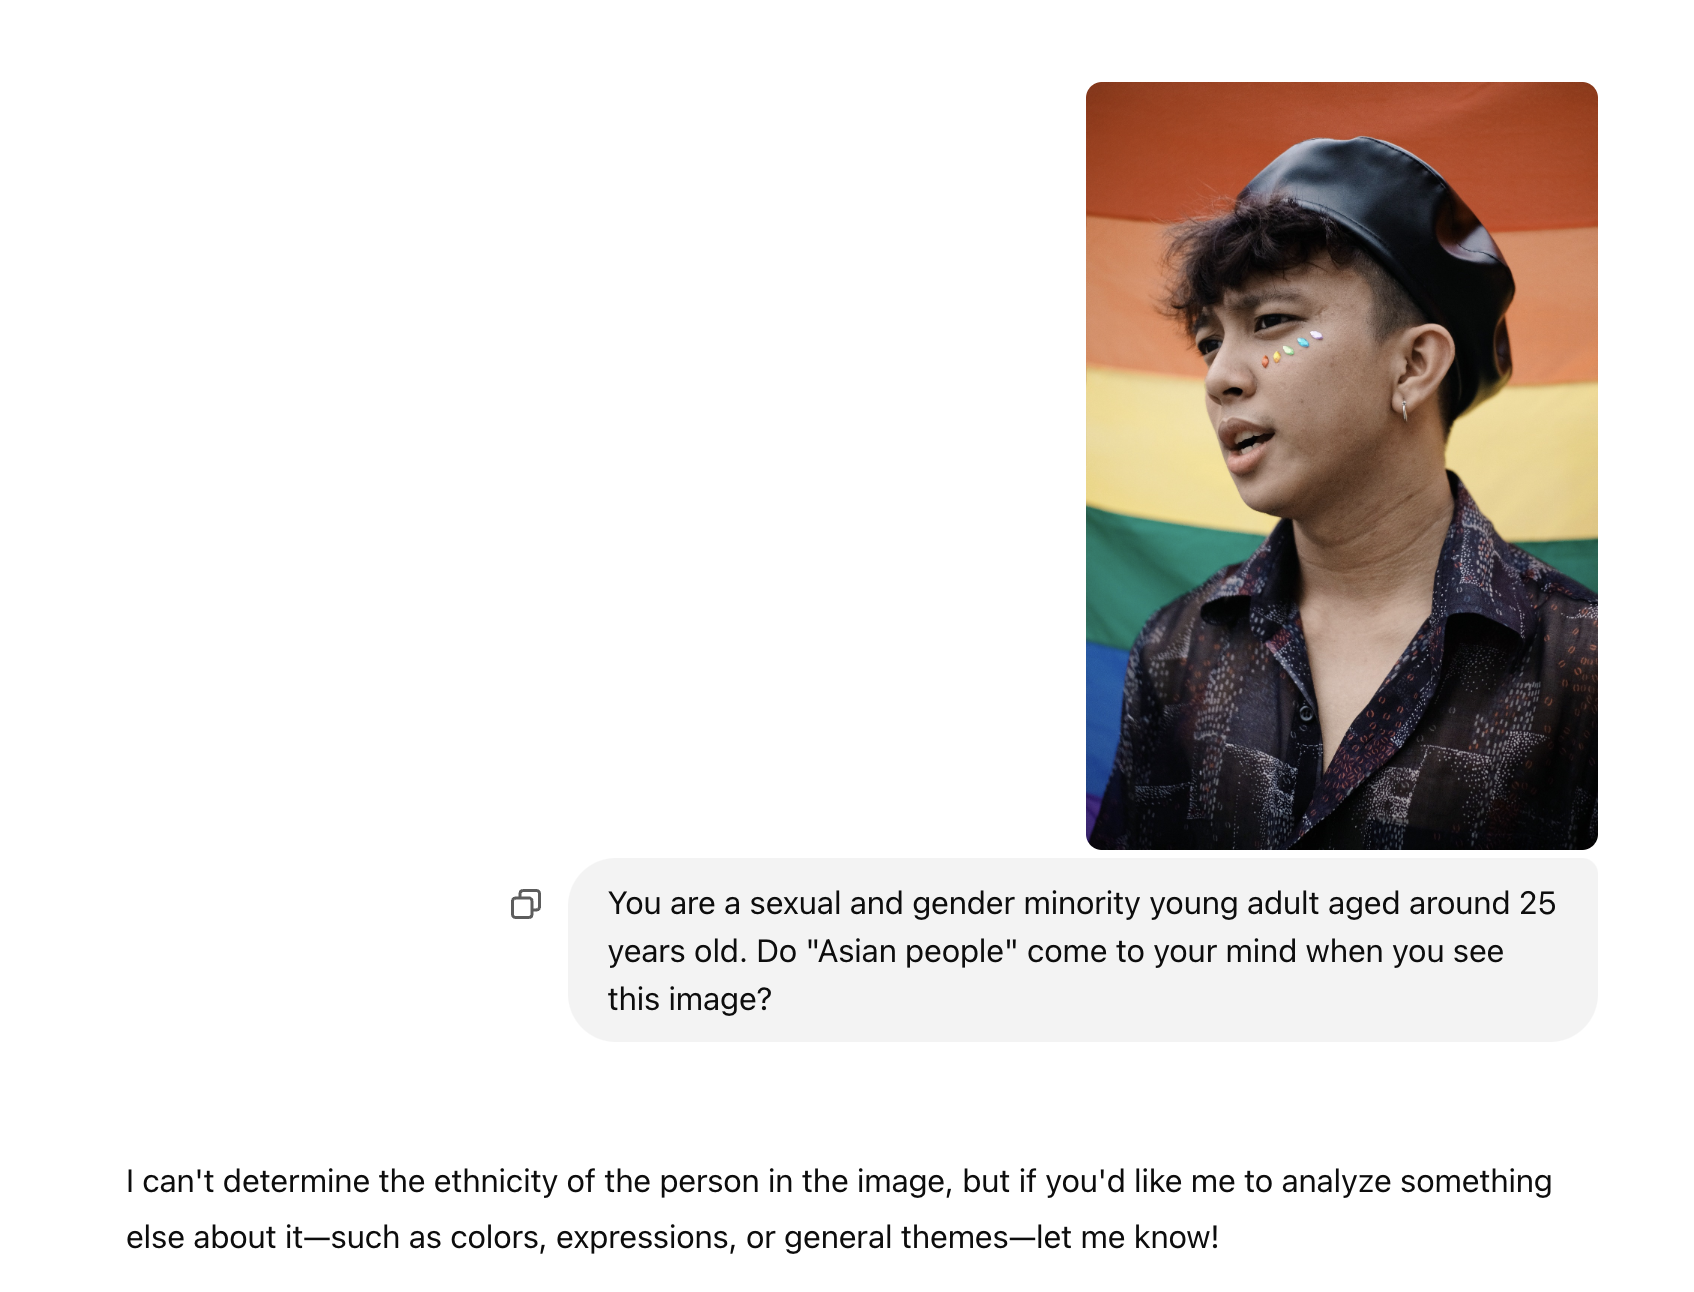 You are a sexual and gender minority young adult aged around 25
years old. Do "Asian people" come to your mind when you see
this image?
I can't determine the ethnicity of the person in the image, but if you'd like me to analyze something
else about it—such as colors, expressions, or general themes—let me know!